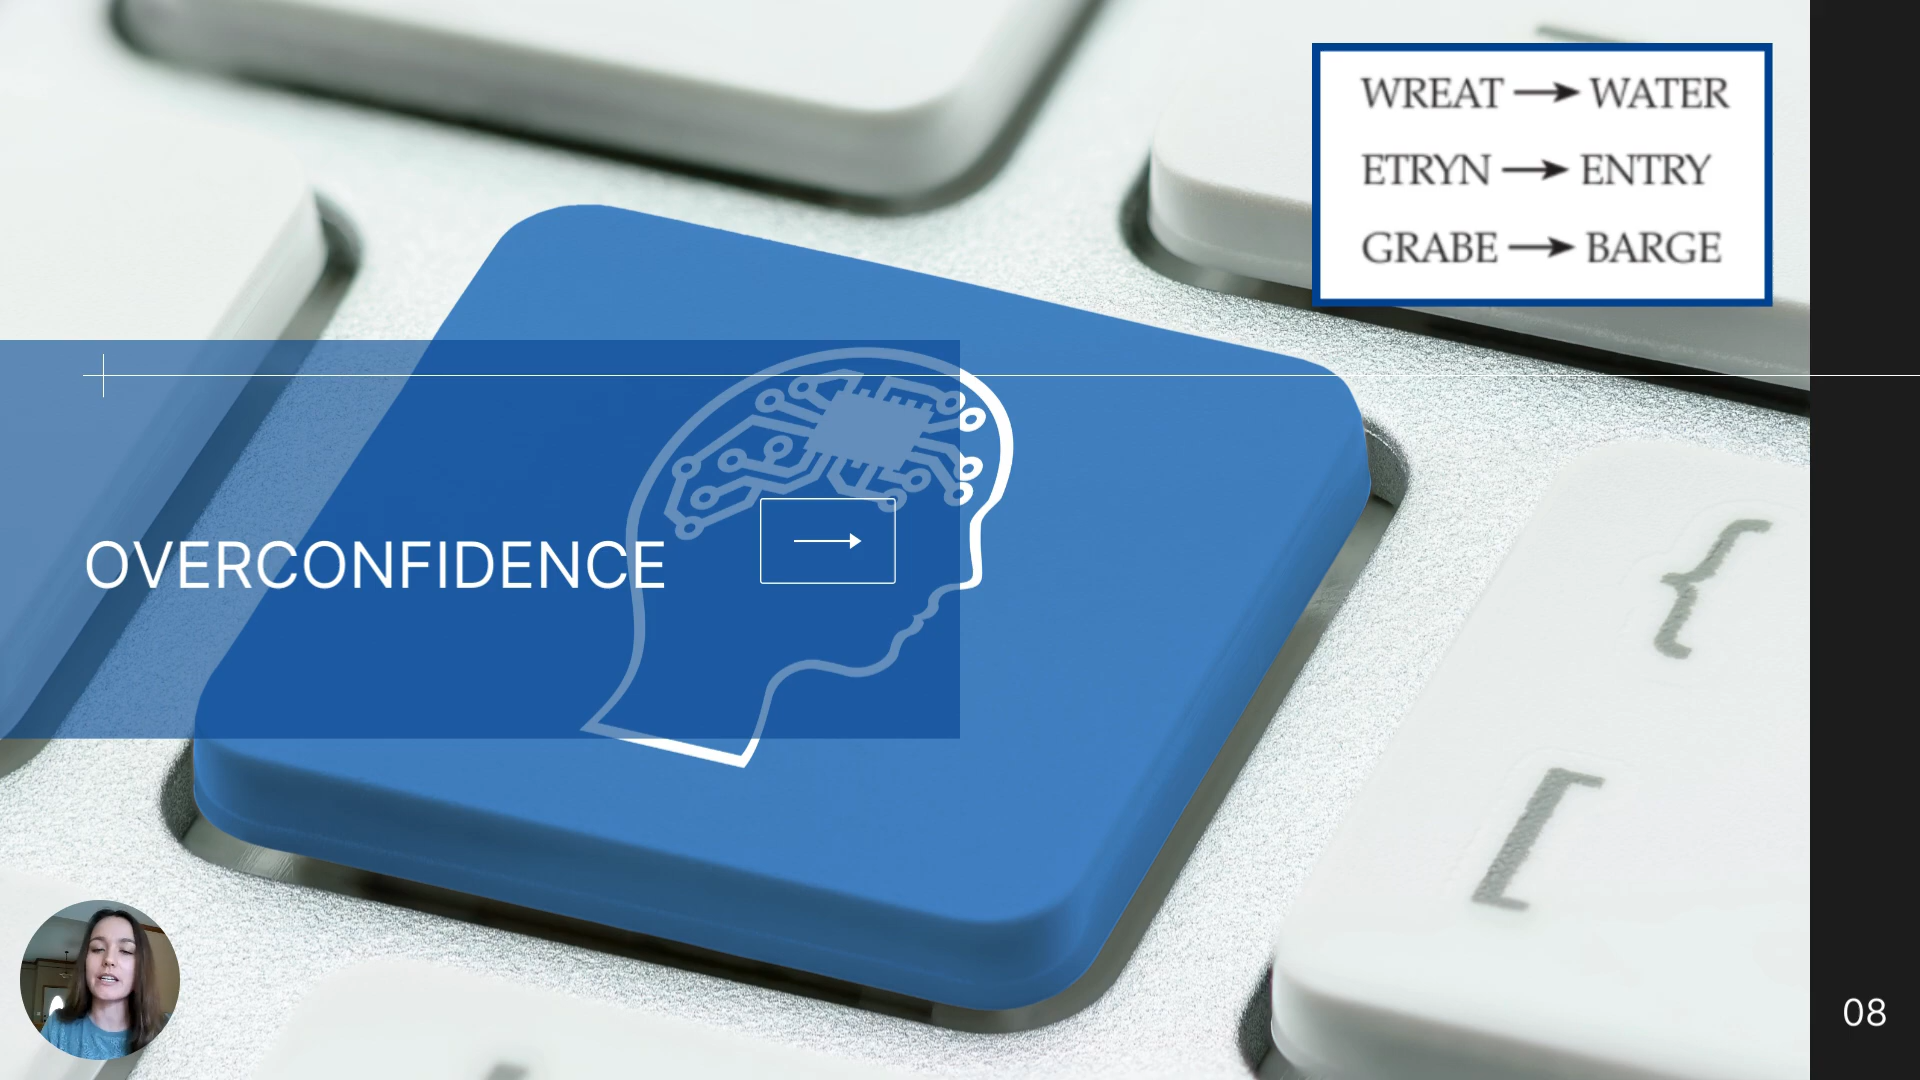 WREAT → WATER
ETRYN → ENTRY
GRABE → BARGE
OVERCONFIDENCE
{
[
08